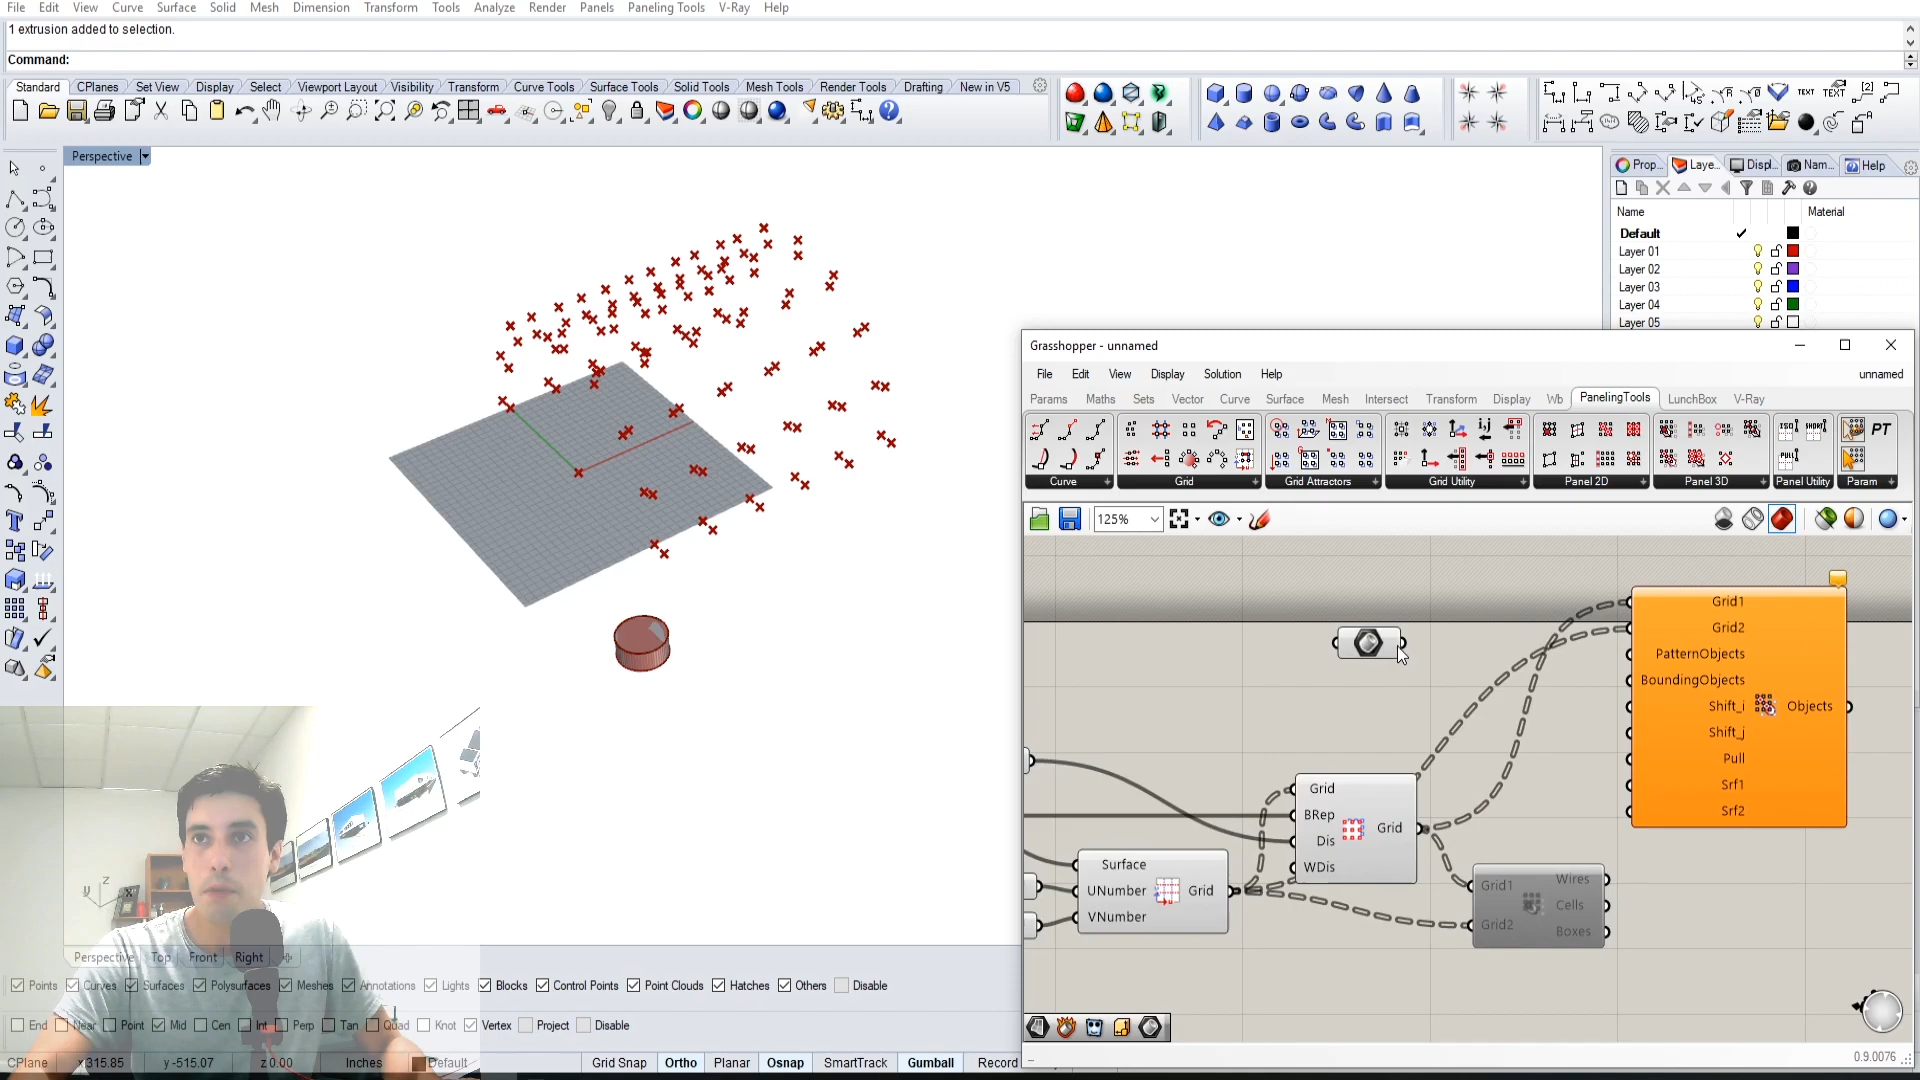 File Edit View Curve Surface Solid Mesh Dimension Transform Tools Analyze Render Panels Paneling Tools V-Ray Help
1 extrusion added to selection.
Command:
Standard CPlanes Set View Display Select Viewport Layout Visibility Transform Curve Tools Surface Tools Solid Tools Mesh Tools Render Tools Drafting New in V5
Perspective
Prop... Laye... Displ... Nam... Help
Name Material
Default
Layer 01
Layer 02
Layer 03
Layer 04
Layer 05
Grasshopper - unnamed
File Edit View Display Solution Help unnamed
Params Maths Sets Vector Curve Surface Mesh Intersect Transform Display Wb PanelingTools LunchBox V-Ray
Curve Grid Grid Attractors Grid Utility Panel 2D Panel 3D Panel Utility Param
125%
Grid1
Grid2
PatternObjects
BoundingObjects
Shift_i Objects
Shift_j
Pull
Srf1
Srf2
Grid
BRep
Dis Grid
WDis
Surface
UNumber Grid
VNumber
Grid1 Wires
Cells
Grid2 Boxes
0.9.0076
Perspective Top Front Right
Points Curves Surfaces Polysurfaces Meshes Annotations Lights Blocks Control Points Point Clouds Hatches Others Disable
End Near Point Mid Cen Int Perp Tan Quad Knot Vertex Project Disable
CPlane x 315.85 y -515.07 z 0.00 Inches Default Grid Snap Ortho Planar Osnap SmartTrack Gumball Record